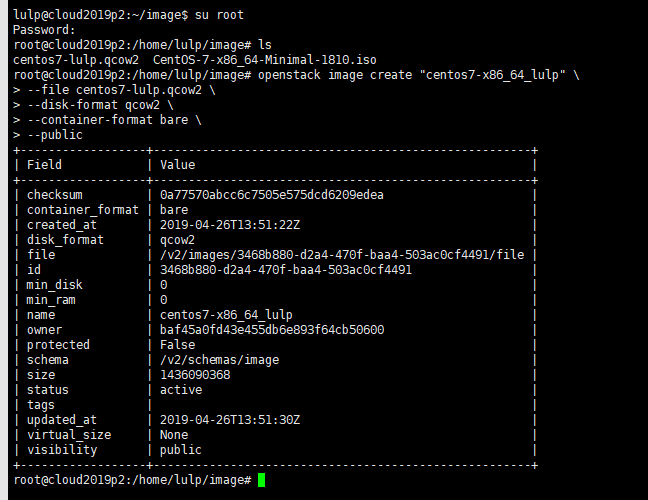 lulp@cloud2019p2:~/image$ su root
Password:
root@cloud2019p2:/home/lulp/image# ls
centos7-lulp.qcow2  CentOS-7-x86_64-Minimal-1810.iso
root@cloud2019p2:/home/lulp/image# openstack image create "centos7-x86_64_lulp" \
> --file centos7-lulp.qcow2 \
> --disk-format qcow2 \
> --container-format bare \
> --public
+------------------+------------------------------------------------------+
| Field            | Value                                                |
+------------------+------------------------------------------------------+
| checksum         | 0a77570abcc6c7505e575dcd6209edea                     |
| container_format | bare                                                 |
| created_at       | 2019-04-26T13:51:22Z                                 |
| disk_format      | qcow2                                                |
| file             | /v2/images/3468b880-d2a4-470f-baa4-503ac0cf4491/file |
| id               | 3468b880-d2a4-470f-baa4-503ac0cf4491                 |
| min_disk         | 0                                                    |
| min_ram          | 0                                                    |
| name             | centos7-x86_64_lulp                                  |
| owner            | baf45a0fd43e455db6e893f64cb50600                     |
| protected        | False                                                |
| schema           | /v2/schemas/image                                    |
| size             | 1436090368                                           |
| status           | active                                               |
| tags             |                                                      |
| updated_at       | 2019-04-26T13:51:30Z                                 |
| virtual_size     | None                                                 |
| visibility       | public                                               |
+------------------+------------------------------------------------------+
root@cloud2019p2:/home/lulp/image#